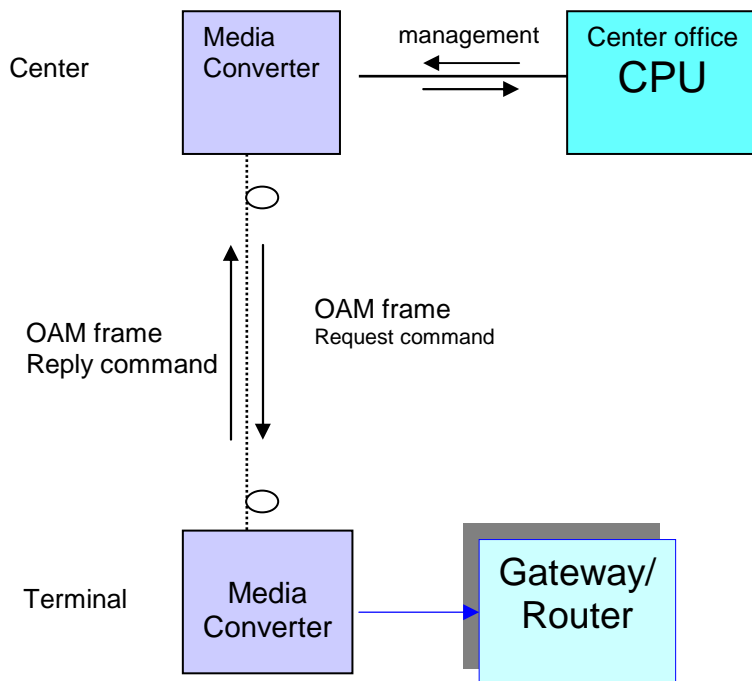 Center
Media
Converter
management
Center office
CPU
OAM frame
Reply command
OAM frame
Request command
Terminal
Media
Converter
Gateway/
Router